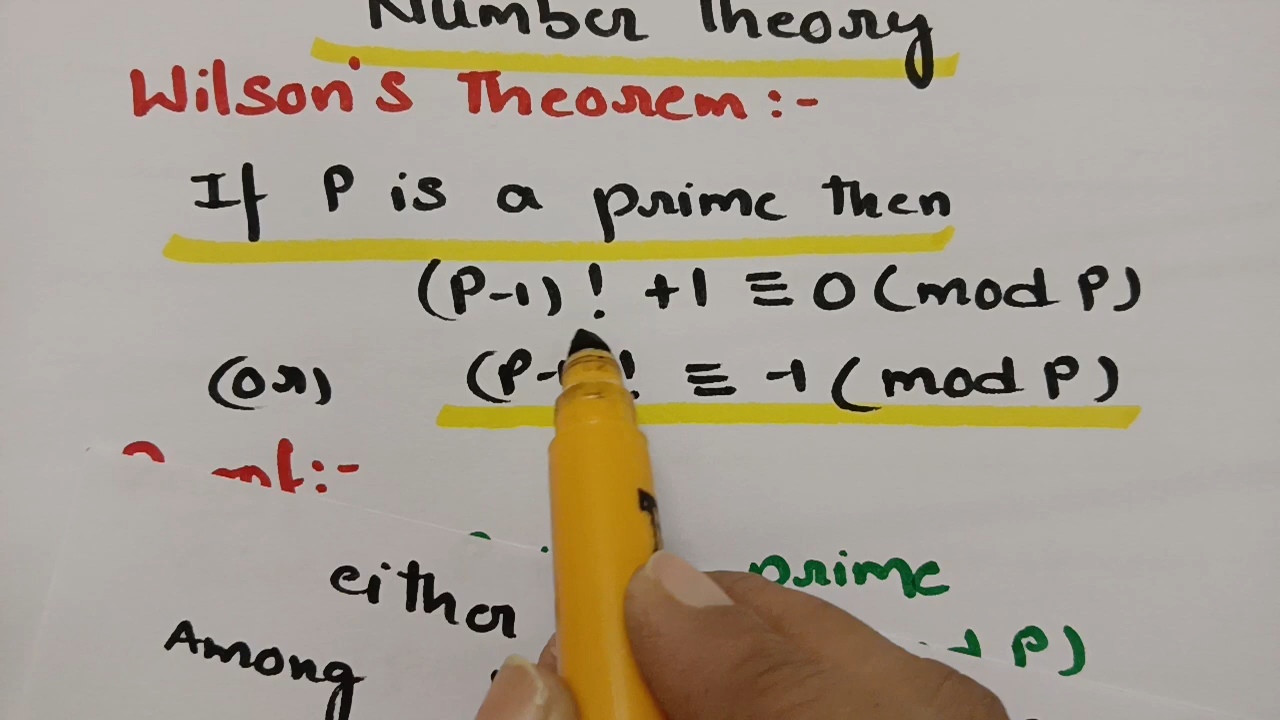 Number Theory
Wilson's Theorem :-
If P is a prime then
(P-1)! +1 ≡ 0 (mod P)
(or) (P- ! ≡ -1 (mod P)
prime
either
P)
Among